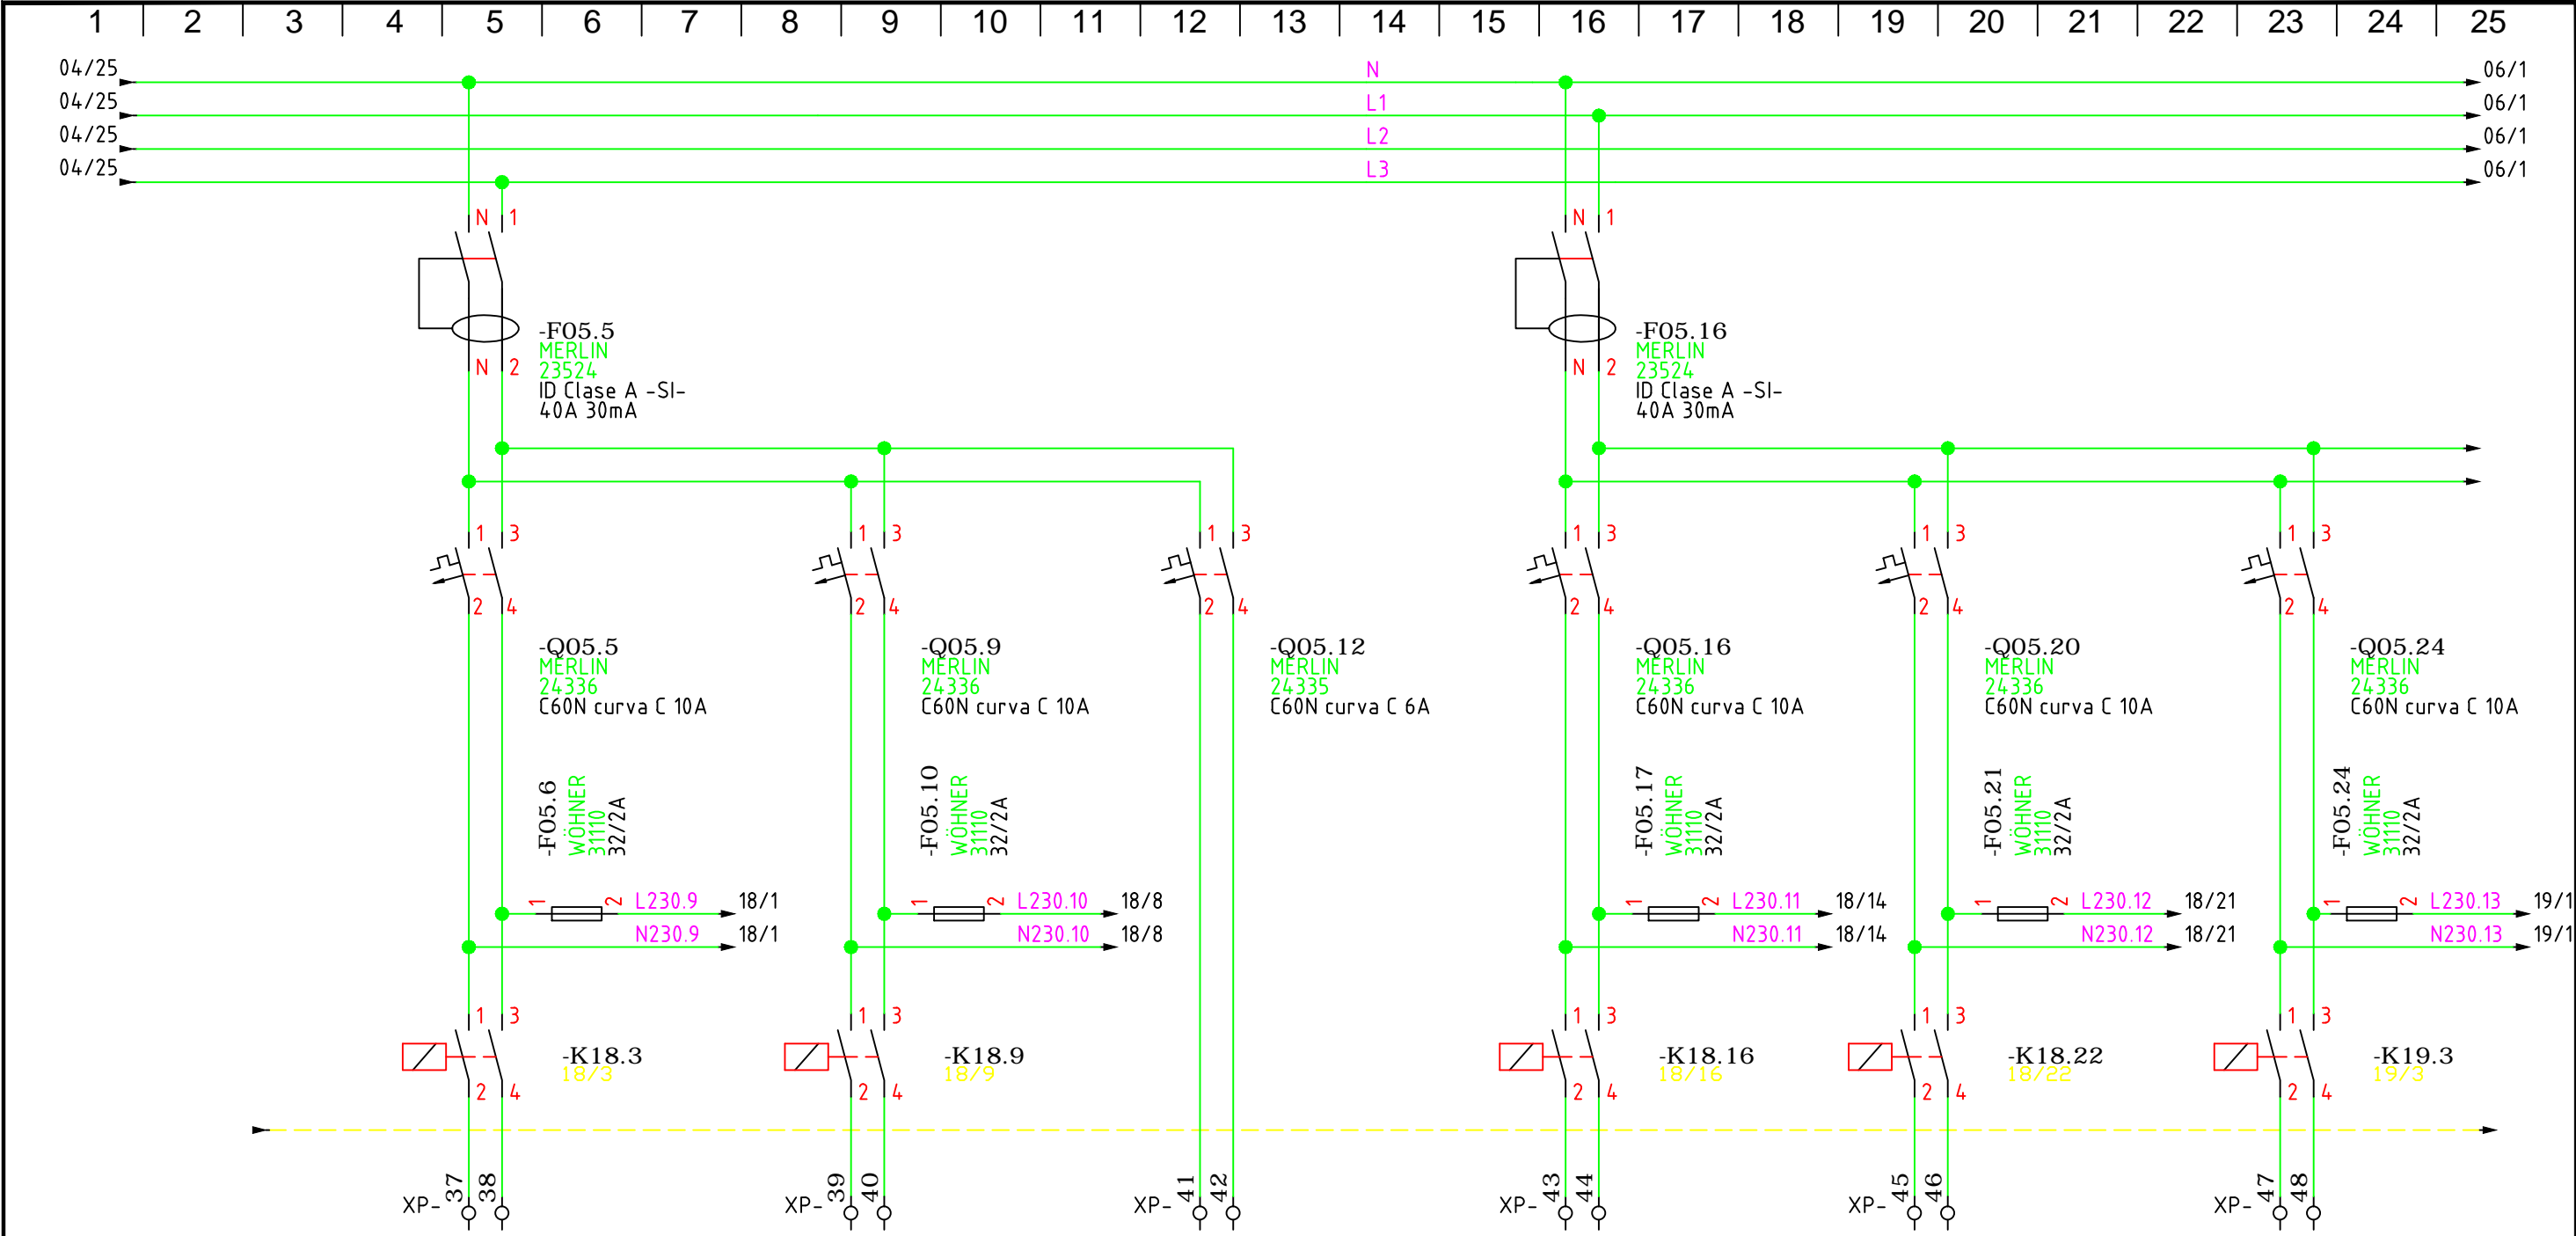 1 2 3 4 5 6 7 8 9 10 11 12 13 14 15 16 17 18 19 20 21 22 23 24 25
04/25 N 06/1
04/25 L1 06/1
04/25 L2 06/1
04/25 L3 06/1
N 1 N 1
-F05.5 -F05.16
MERLIN MERLIN
23524 23524
N 2 N 2
ID Clase A -SI- ID Clase A -SI-
40A 30mA 40A 30mA
1 3 1 3 1 3 1 3 1 3 1 3
2 4 2 4 2 4 2 4 2 4 2 4
-Q05.5 -Q05.9 -Q05.12 -Q05.16 -Q05.20 -Q05.24
MERLIN MERLIN MERLIN MERLIN MERLIN MERLIN
24336 24336 24335 24336 24336 24336
C60N curva C 10A C60N curva C 10A C60N curva C 6A C60N curva C 10A C60N curva C 10A C60N curva C 10A
-F05.6
WÖHNER
31110
32/2A
-F05.10
WÖHNER
31110
32/2A
-F05.17
WÖHNER
31110
32/2A
-F05.21
WÖHNER
31110
32/2A
-F05.24
WÖHNER
31110
32/2A
1 2 L230.9 18/1 1 2 L230.10 18/8 1 2 L230.11 18/14 1 2 L230.12 18/21 1 2 L230.13 19/1
N230.9 18/1 N230.10 18/8 N230.11 18/14 N230.12 18/21 N230.13 19/1
1 3 1 3 1 3 1 3 1 3
-K18.3 -K18.9 -K18.16 -K18.22 -K19.3
18/3 18/9 18/16 18/22 19/3
2 4 2 4 2 4 2 4 2 4
XP- 37 38 XP- 39 40 XP- 41 42 XP- 43 44 XP- 45 46 XP- 47 48